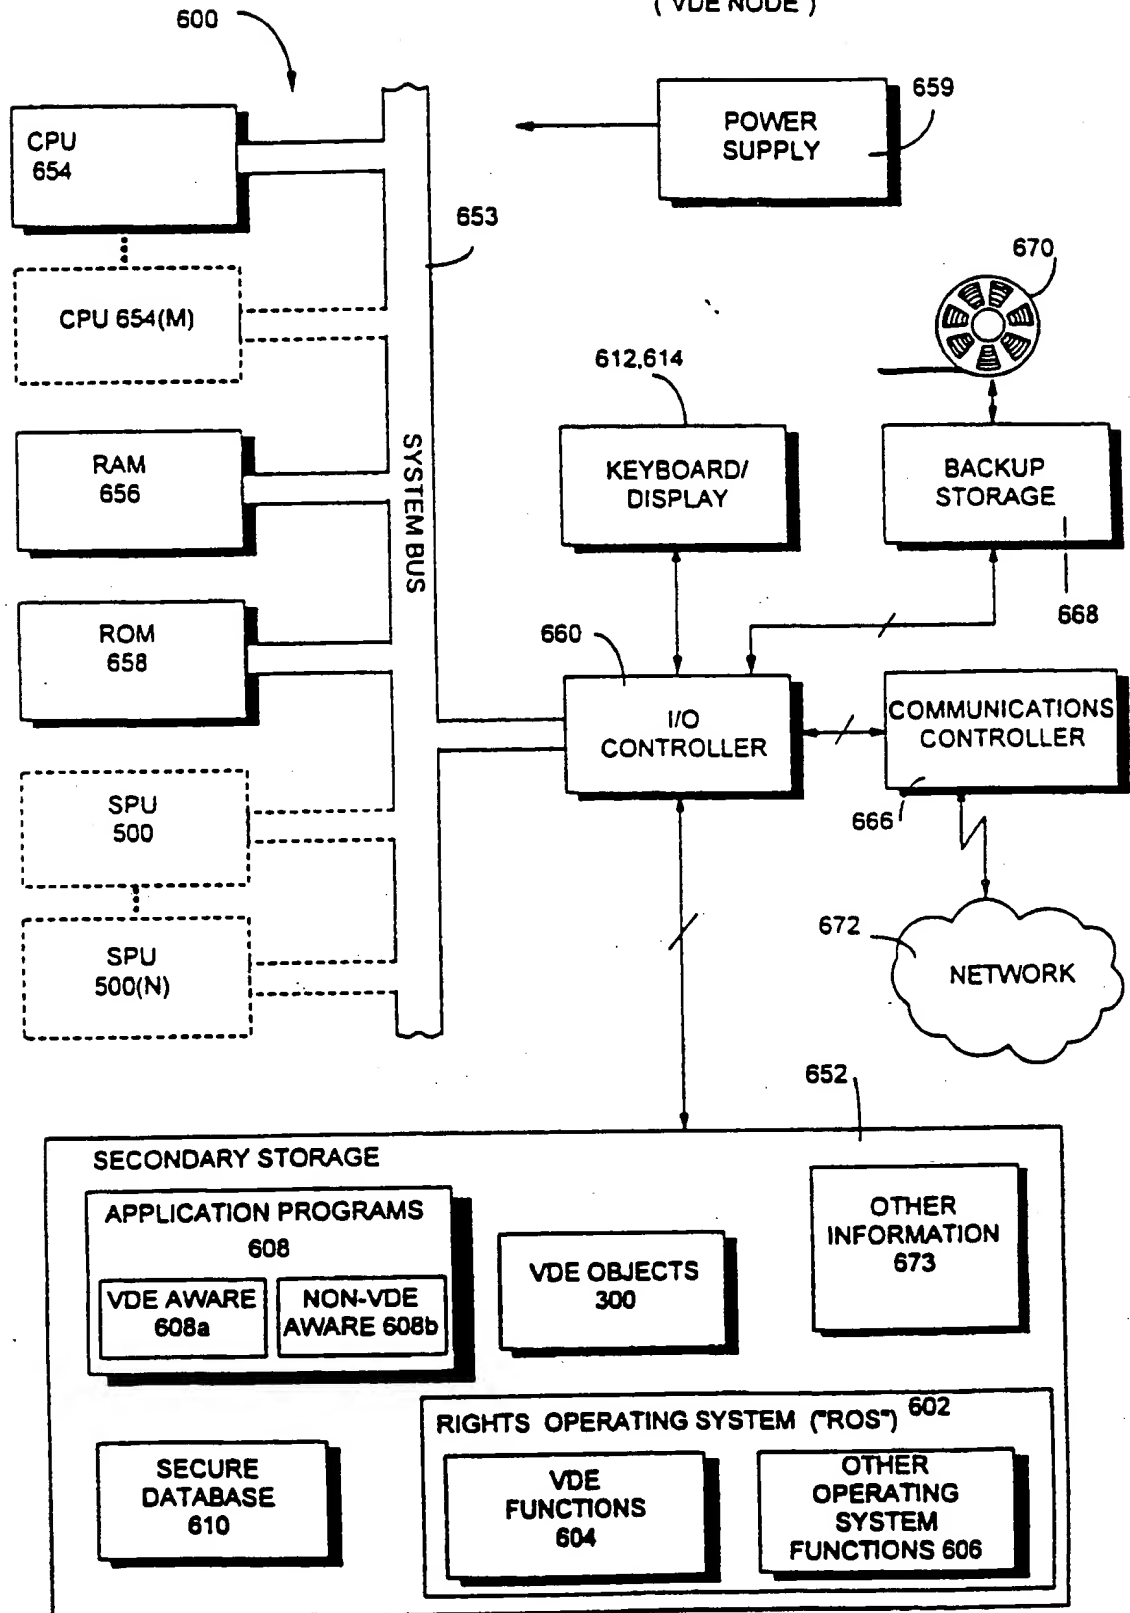 ( VDE NODE )
600
659
POWER
SUPPLY
CPU
654
653
670
CPU 654(M)
612,614
KEYBOARD/
DISPLAY
BACKUP
STORAGE
RAM
656
SYSTEM BUS
668
ROM
658
660
I/O
CONTROLLER
COMMUNICATIONS
CONTROLLER
666
SPU
500
672
NETWORK
SPU
500(N)
652
SECONDARY STORAGE
APPLICATION PROGRAMS
608
VDE AWARE
608a
NON-VDE
AWARE 608b
VDE OBJECTS
300
OTHER
INFORMATION
673
RIGHTS OPERATING SYSTEM ("ROS") 602
SECURE
DATABASE
610
VDE
FUNCTIONS
604
OTHER
OPERATING
SYSTEM
FUNCTIONS 606